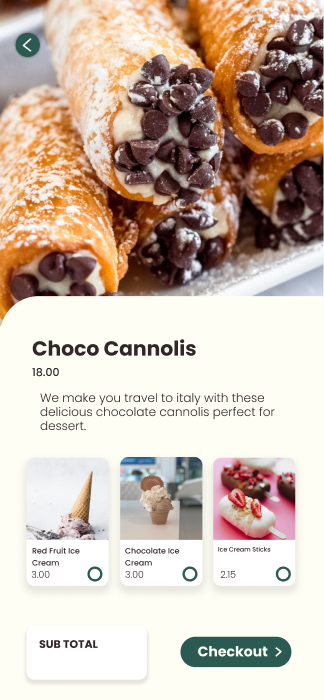 Choco Cannolis
18.00
We make you travel to italy with these
delicious chocolate cannolis perfect for
dessert.
Red Fruit Ice
Cream
3.00
Chocolate Ice
Cream
3.00
Ice Cream Sticks
2.15
SUB TOTAL
Checkout